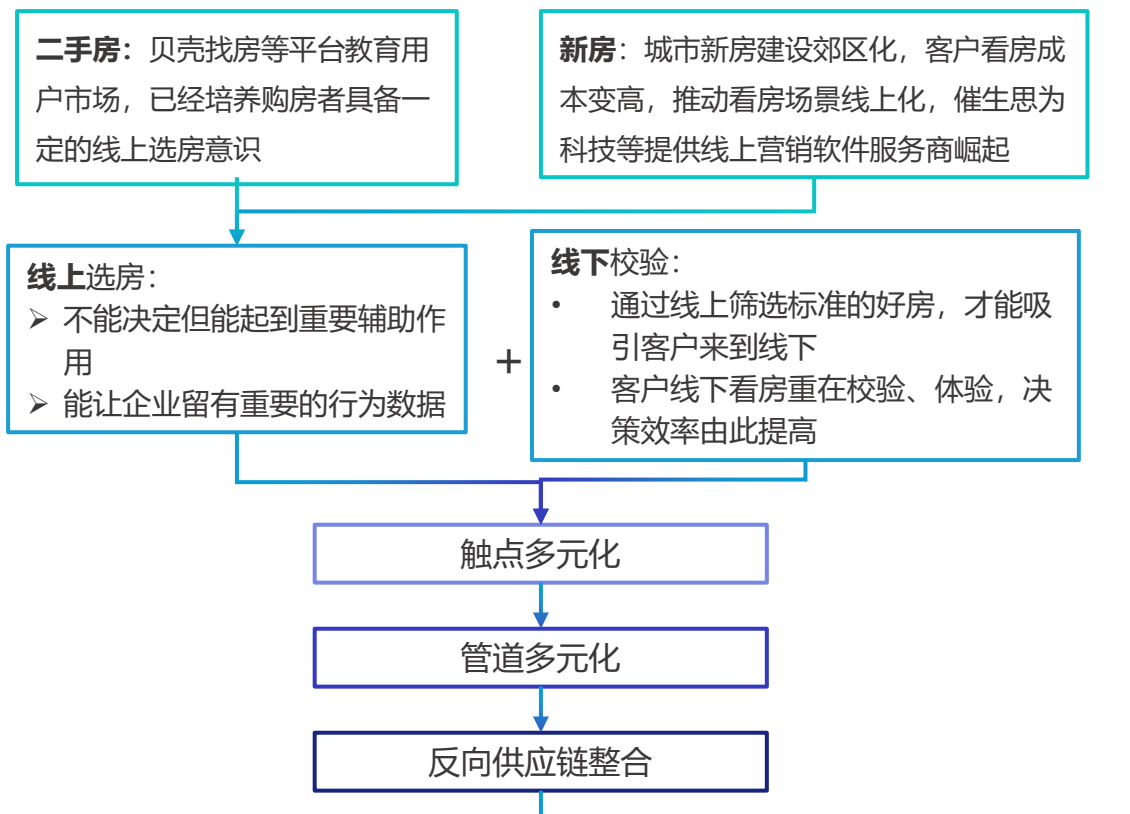 二手房：贝壳找房等平台教育用
户市场，已经培养购房者具备一
定的线上选房意识
新房：城市新房建设郊区化，客户看房成
本变高，推动看房场景线上化，催生思为
科技等提供线上营销软件服务商崛起
线上选房：
➢ 不能决定但能起到重要辅助作
用
➢ 能让企业留有重要的行为数据
+
线下校验：
• 通过线上筛选标准的好房，才能吸
引客户来到线下
• 客户线下看房重在校验、体验，决
策效率由此提高
触点多元化
管道多元化
反向供应链整合